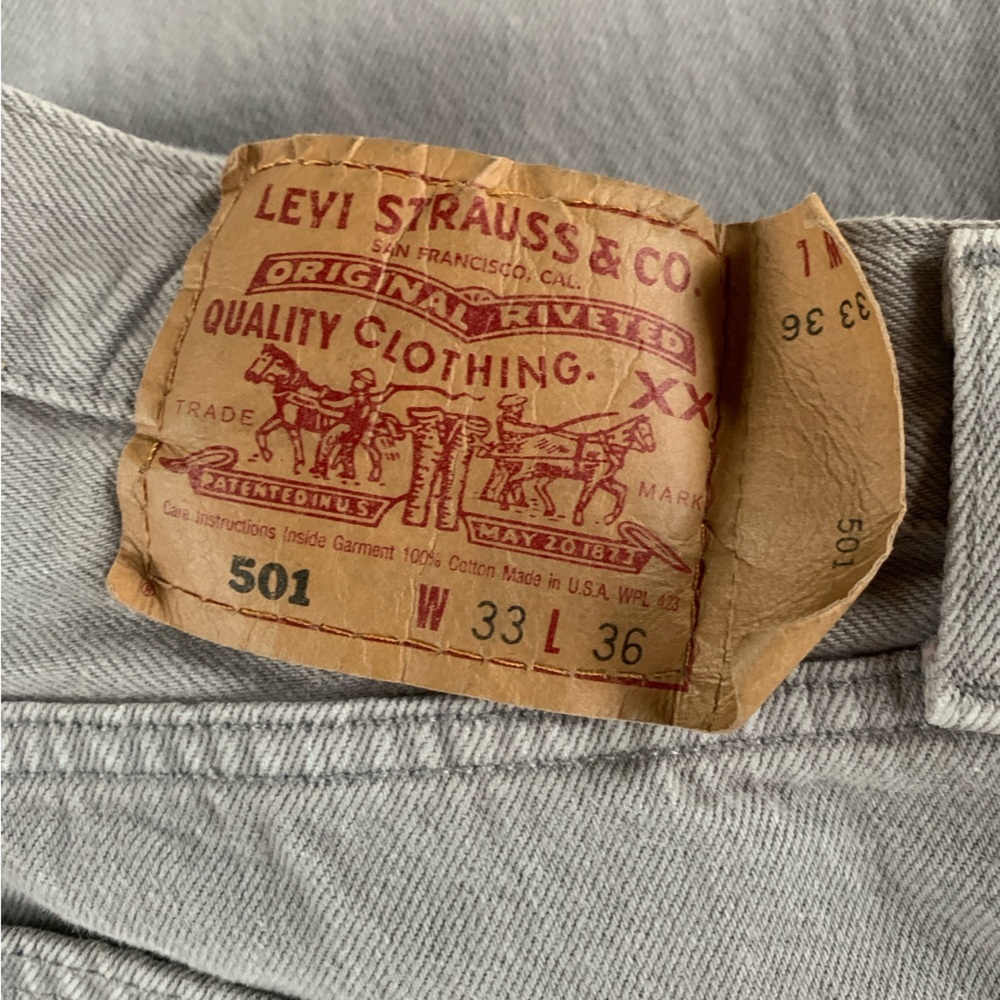 LEVI STRAUSS & CO.
SAN FRANCISCO, CAL.
ORIGINAL RIVETED
QUALITY CLOTHING.
XX
TRADE MARK
PATENTED IN U.S.
MAY 20 1873
Care Instructions Inside Garment 100% Cotton Made in U.S.A. WPL 423
501 W 33 L 36
®
W L
33 36
501